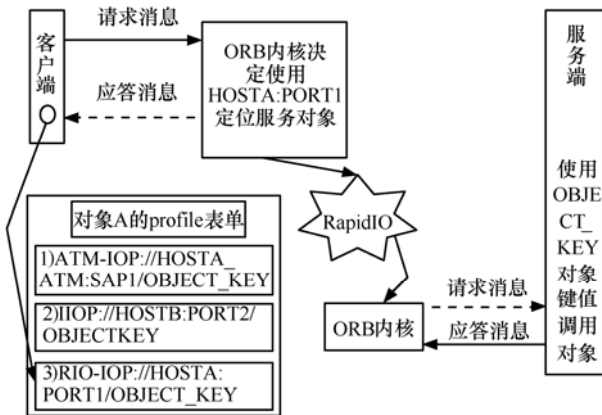 客户端
请求消息
应答消息
ORB内核决
定使用
HOSTA:PORT1
定位服务对象
服务端
使用
OBJE
CT_
KEY
对象
键值
调用
对象
RapidIO
对象A的profile表单
1)ATM-IOP://HOSTA_
ATM:SAP1/OBJECT_KEY
2)IIOP://HOSTB:PORT2/
OBJECTKEY
3)RIO-IOP://HOSTA:
PORT1/OBJECT_KEY
ORB内核
请求消息
应答消息